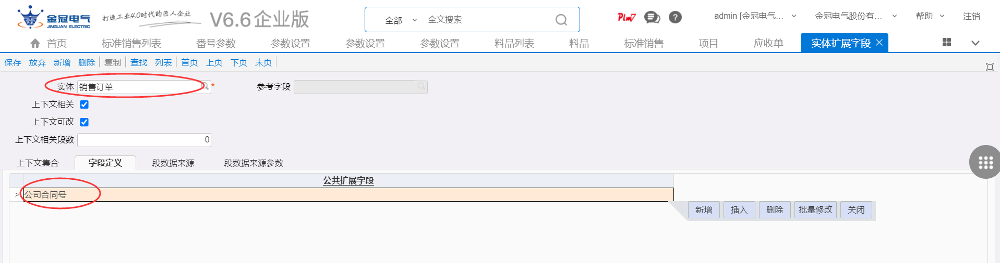 金冠电气 打造工业4.0时代的匠人企业 V6.6企业版 全部 全文搜索 Plm7 ? admin [金冠电气... 金冠电气股份有... 帮助 注销
JINGUAN ELECTRIC
首页 标准销售列表 番号参数 参数设置 参数设置 参数设置 料品列表 料品 标准销售 项目 应收单 实体扩展字段
保存 放弃 新增 删除 复制 查找 列表 首页 上页 下页 末页
实体 销售订单 * 参考字段
上下文相关
上下文可改
上下文相关段数 0
上下文集合 字段定义 段数据来源 段数据来源参数
公共扩展字段
> 公司合同号
新增 插入 删除 批量修改 关闭